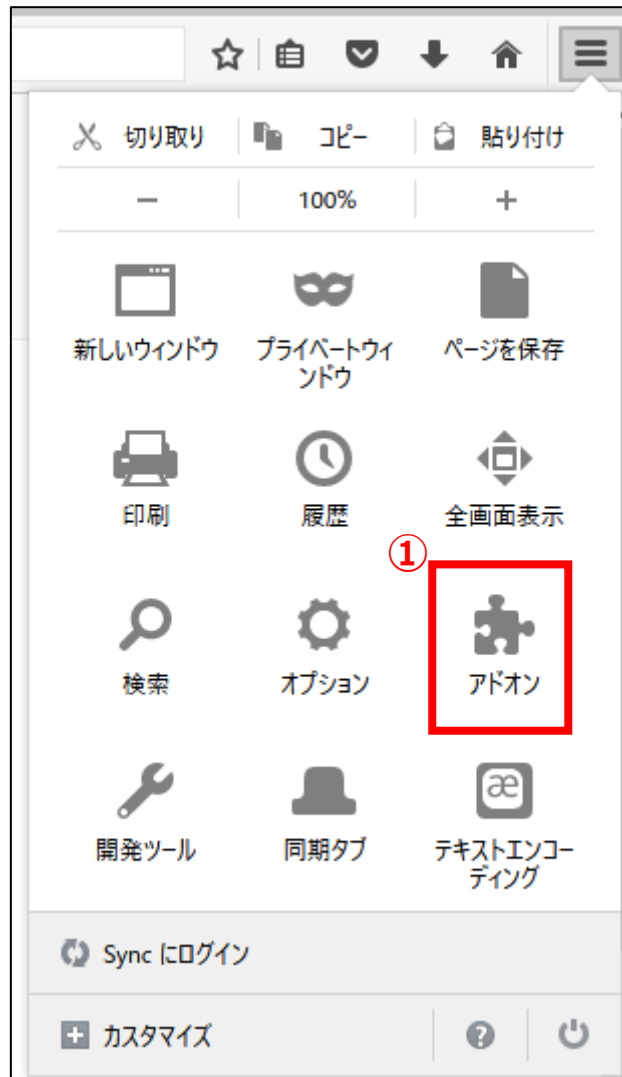 切り取り コピー 貼り付け
− 100% +
新しいウィンドウ プライベートウィ ページを保存
ンドウ
印刷 履歴 全画面表示
①
検索 オプション アドオン
開発ツール 同期タブ テキストエンコー
ディング
æ
Sync にログイン
カスタマイズ ?